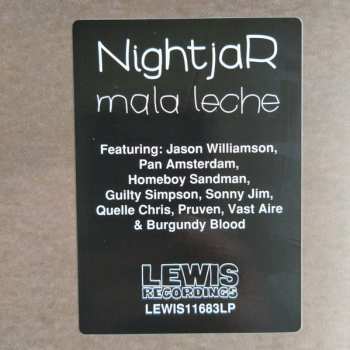 NightjaR
mala leche
Featuring: Jason Williamson,
Pan Amsterdam,
Homeboy Sandman,
Guilty Simpson, Sonny Jim,
Quelle Chris, Pruven, Vast Aire
& Burgundy Blood
LEWIS
RECORDINGS
LEWIS11683LP